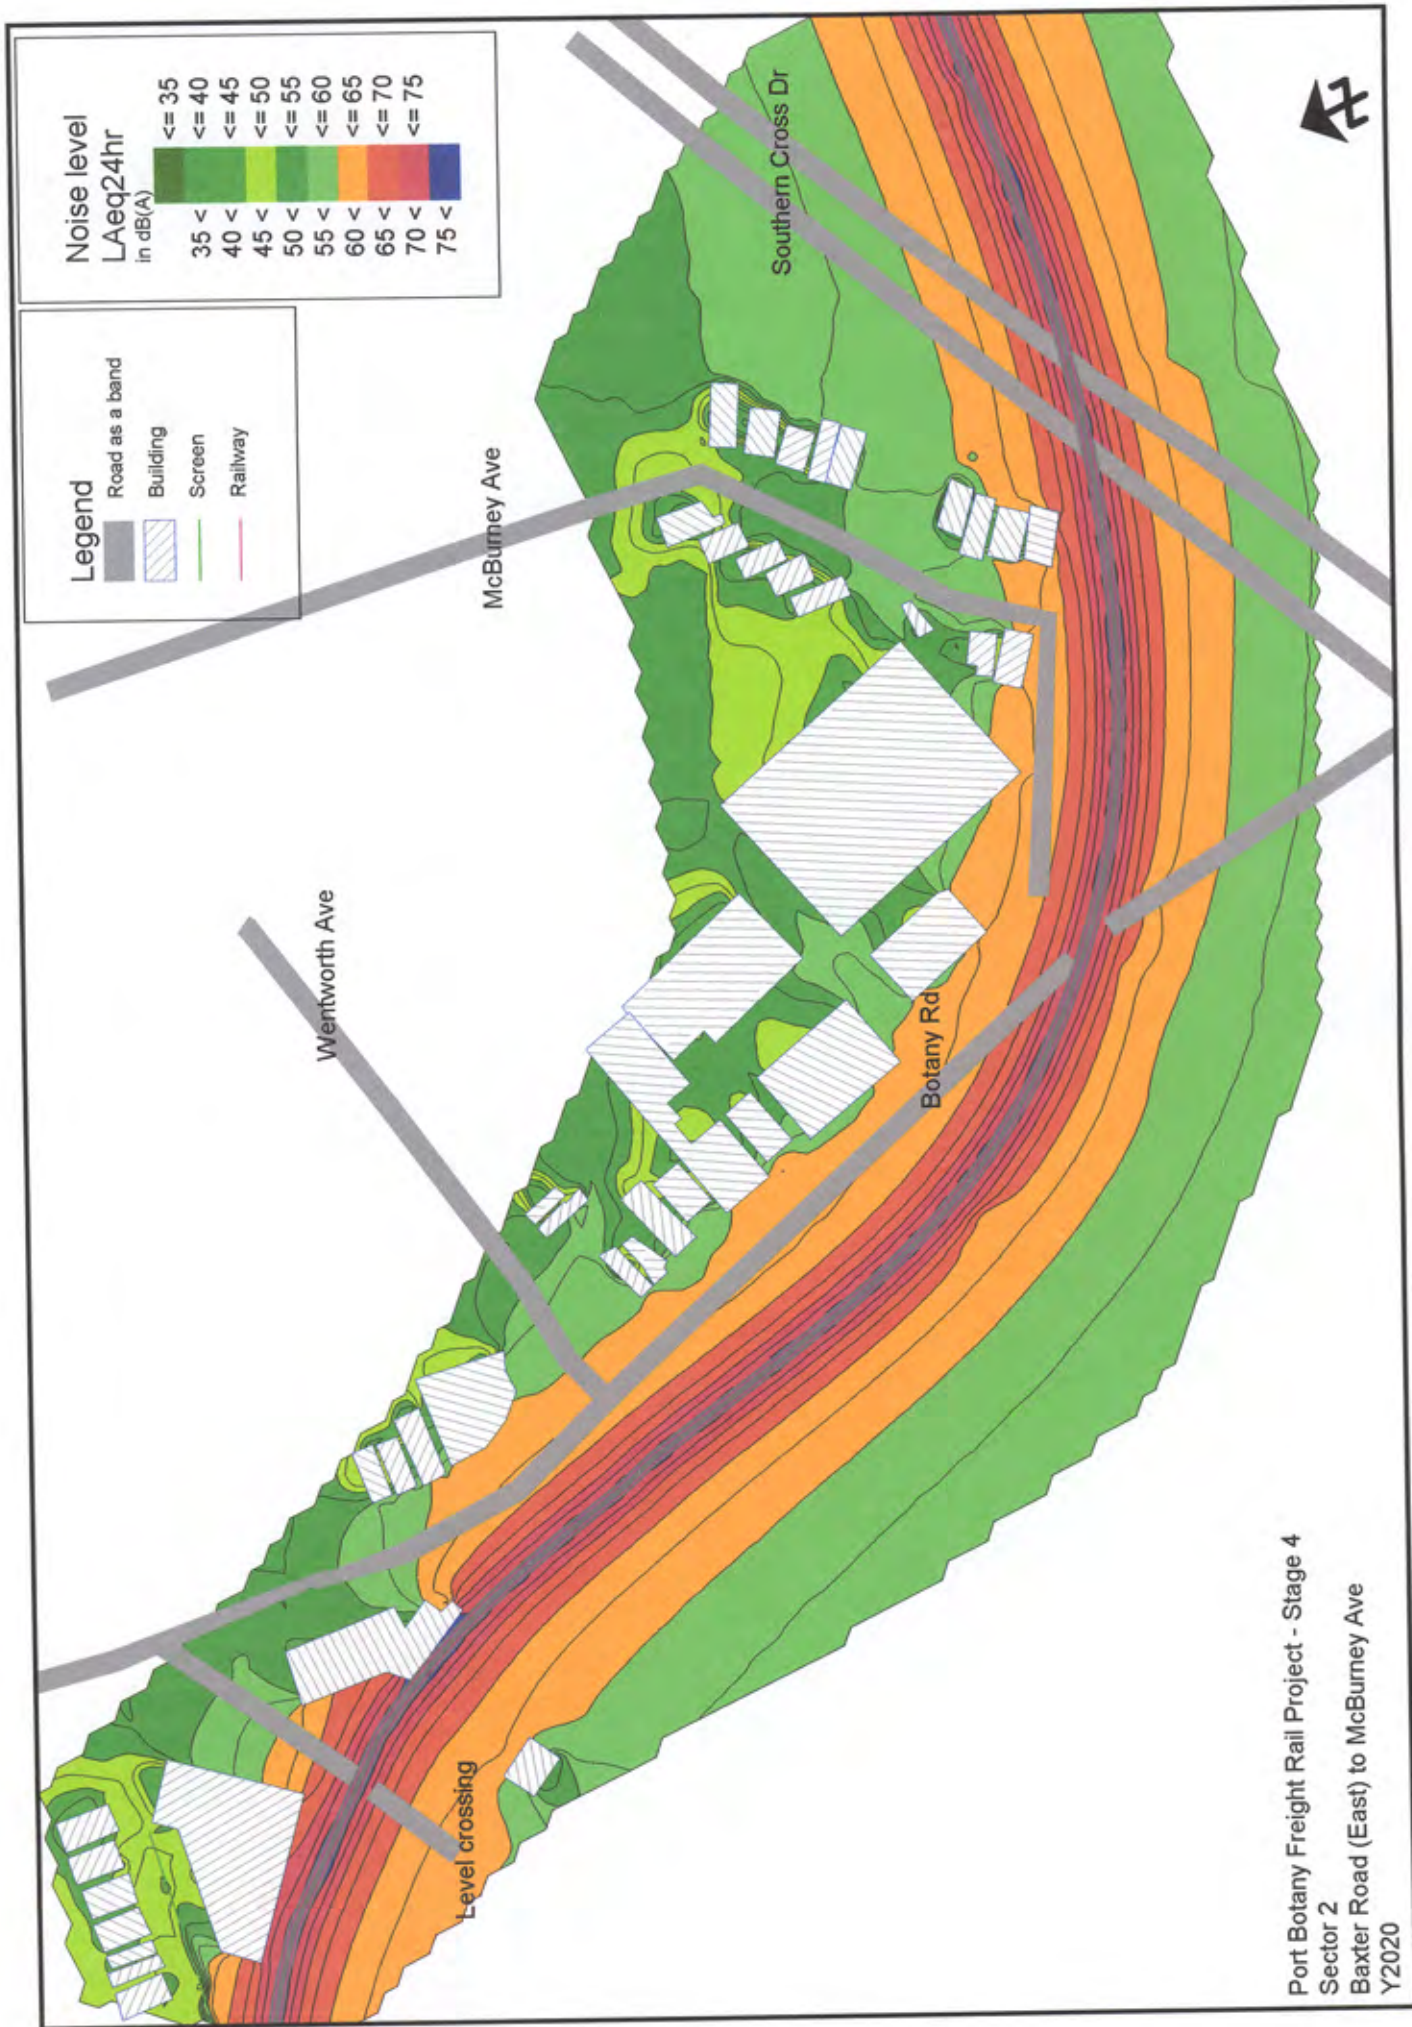 Noise level
LAeq24hr
in dB(A)
<= 35
35 < <= 40
40 < <= 45
45 < <= 50
50 < <= 55
55 < <= 60
60 < <= 65
65 < <= 70
70 < <= 75
75 <
Legend
Road as a band
Building
Screen
Railway
Southern Cross Dr
McBurney Ave
Wentworth Ave
Botany Rd
Level crossing
Port Botany Freight Rail Project - Stage 4
Sector 2
Baxter Road (East) to McBurney Ave
Y2020
N